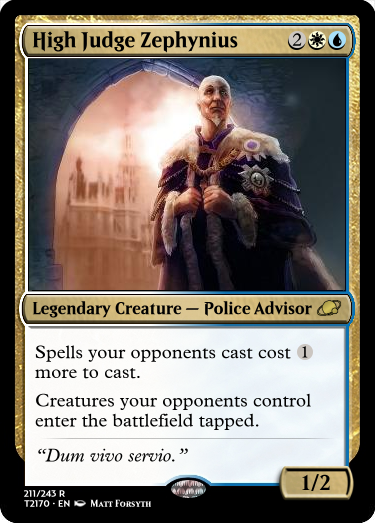 High Judge Zephynius 2
Legendary Creature — Police Advisor
Spells your opponents cast cost 1
more to cast.
Creatures your opponents control
enter the battlefield tapped.
“Dum vivo servio.”
1/2
211/243 R
T2170 • EN Matt Forsyth